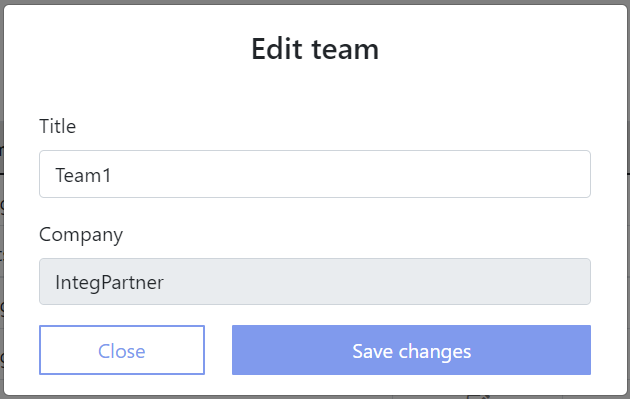 Edit team
Title
Team1
Company
IntegPartner
Close
Save changes